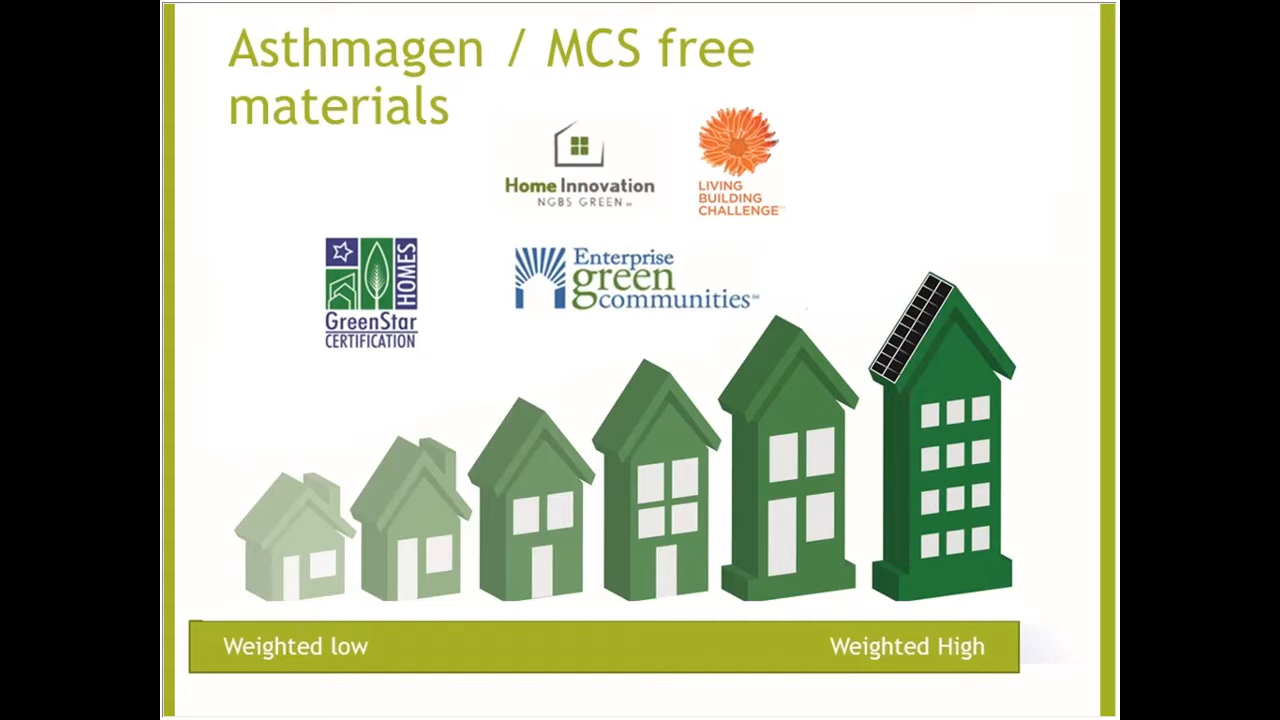 Asthmagen / MCS free
materials
Home Innovation
NGBS GREEN
LIVING
BUILDING
CHALLENGE
HOMES
GreenStar
CERTIFICATION
Enterprise
green
communities
Weighted low
Weighted High